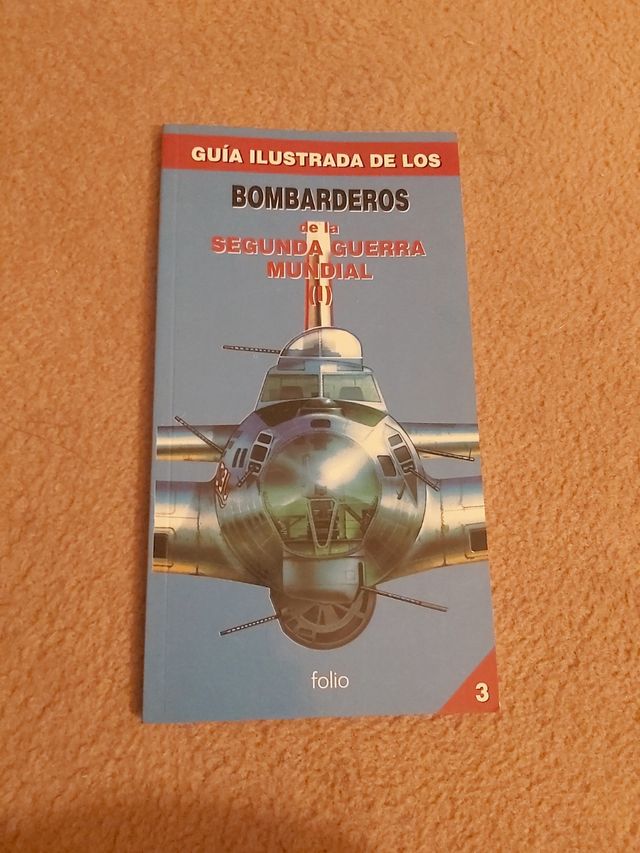 GUÍA ILUSTRADA DE LOS
BOMBARDEROS
de la
SEGUNDA GUERRA
MUNDIAL
(I)
folio
3